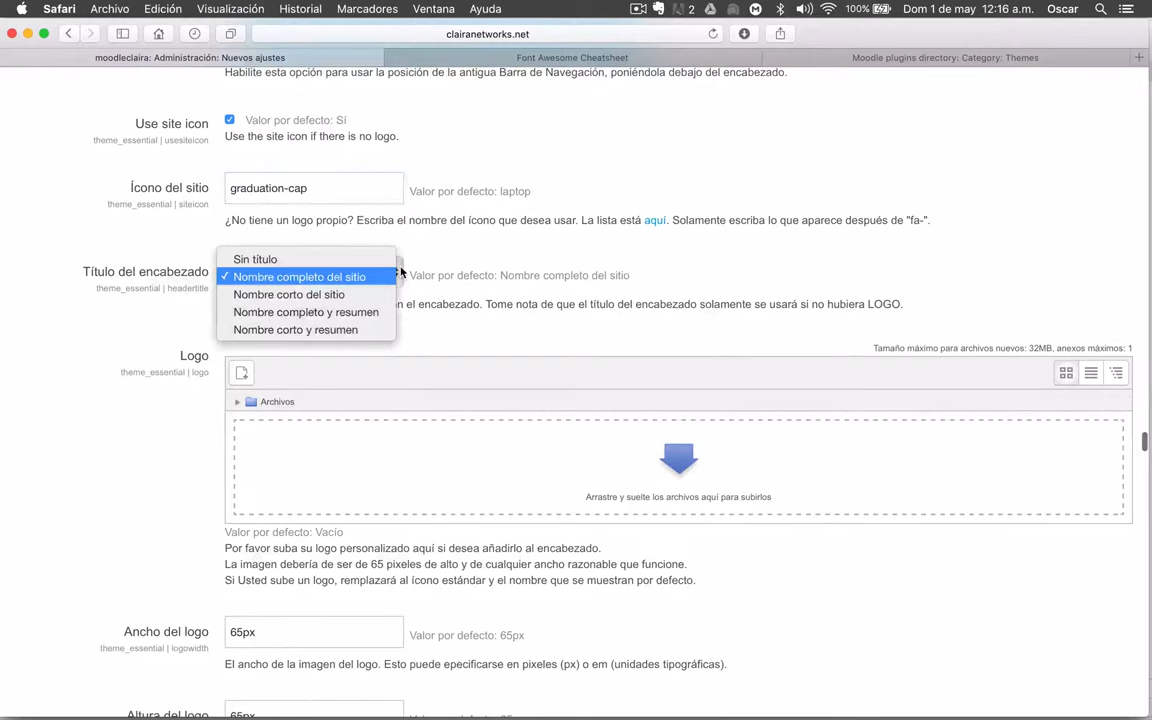 Safari Archivo Edición Visualización Historial Marcadores Ventana Ayuda 2 100% Dom 1 de may 12:16 a.m. Oscar
clairanetworks.net
moodleclaira: Administración: Nuevos ajustes Font Awesome Cheatsheet Moodle plugins directory: Category: Themes
Habilite esta opción para usar la posición de la antigua Barra de Navegación, poniéndola debajo del encabezado.
Use site icon Valor por defecto: Sí
theme_essential | usesiteicon
Use the site icon if there is no logo.
Ícono del sitio graduation-cap Valor por defecto: laptop
theme_essential | siteicon
¿No tiene un logo propio? Escriba el nombre del ícono que desea usar. La lista está aquí. Solamente escriba lo que aparece después de "fa-".
Sin título
Título del encabezado ✓ Nombre completo del sitio Valor por defecto: Nombre completo del sitio
theme_essential | headertitle
Nombre corto del sitio
n el encabezado. Tome nota de que el título del encabezado solamente se usará si no hubiera LOGO.
Nombre completo y resumen
Nombre corto y resumen
Tamaño máximo para archivos nuevos: 32MB, anexos máximos: 1
Logo
theme_essential | logo
Archivos
Arrastre y suelte los archivos aquí para subirlos
Valor por defecto: Vacío
Por favor suba su logo personalizado aquí si desea añadirlo al encabezado.
La imagen debería de ser de 65 pixeles de alto y de cualquier ancho razonable que funcione.
Si Usted sube un logo, remplazará al ícono estándar y el nombre que se muestran por defecto.
Ancho del logo 65px Valor por defecto: 65px
theme_essential | logowidth
El ancho de la imagen del logo. Esto puede epecificarse en pixeles (px) o em (unidades tipográficas).
Altura del logo 65px